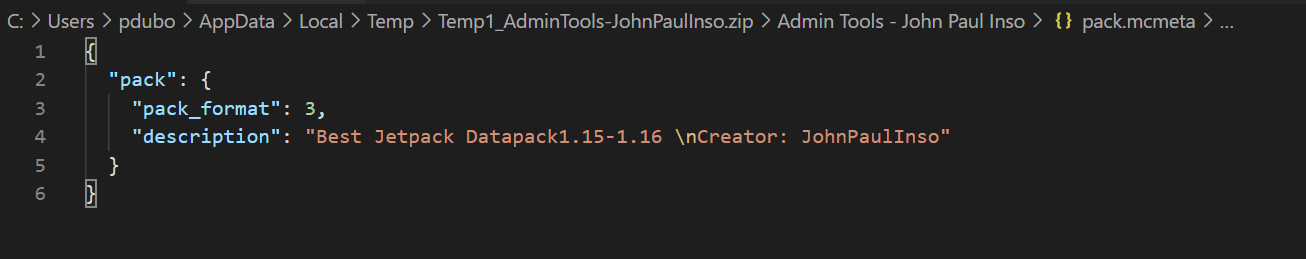 C: > Users > pdubo > AppData > Local > Temp > Temp1_AdminTools-JohnPaulInso.zip > Admin Tools - John Paul Inso > {} pack.mcmeta > ...
1 {
2 "pack": {
3 "pack_format": 3,
4 "description": "Best Jetpack Datapack1.15-1.16 \nCreator: JohnPaulInso"
5 }
6 }